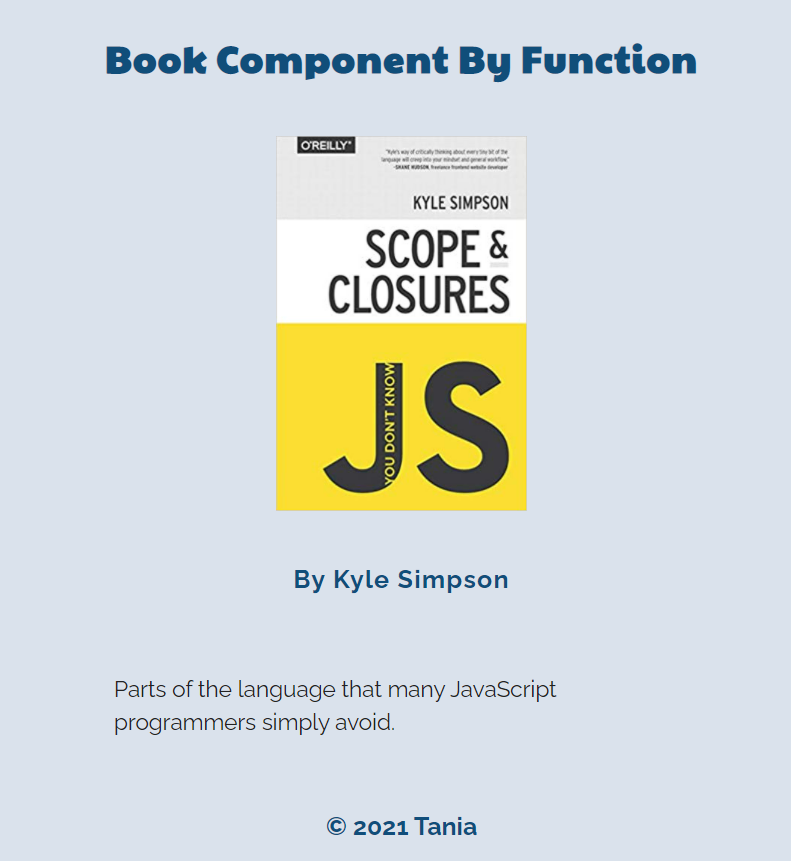 Book Component By Function
O'REILLY®
"Kyle's way of critically thinking about every tiny bit of the
language will creep into your mindset and general workflow."
-SHANE HUDSON, freelance frontend website developer
KYLE SIMPSON
SCOPE &
CLOSURES
YOU DON'T KNOW
JS
By Kyle Simpson
Parts of the language that many JavaScript
programmers simply avoid.
© 2021 Tania